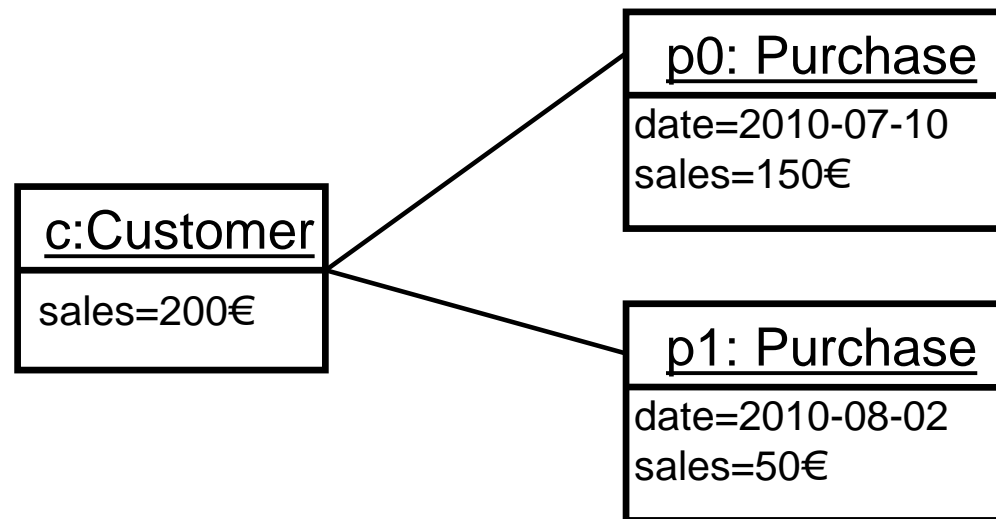 p0: Purchase
date=2010-07-10
sales=150€
c:Customer
sales=200€
p1: Purchase
date=2010-08-02
sales=50€